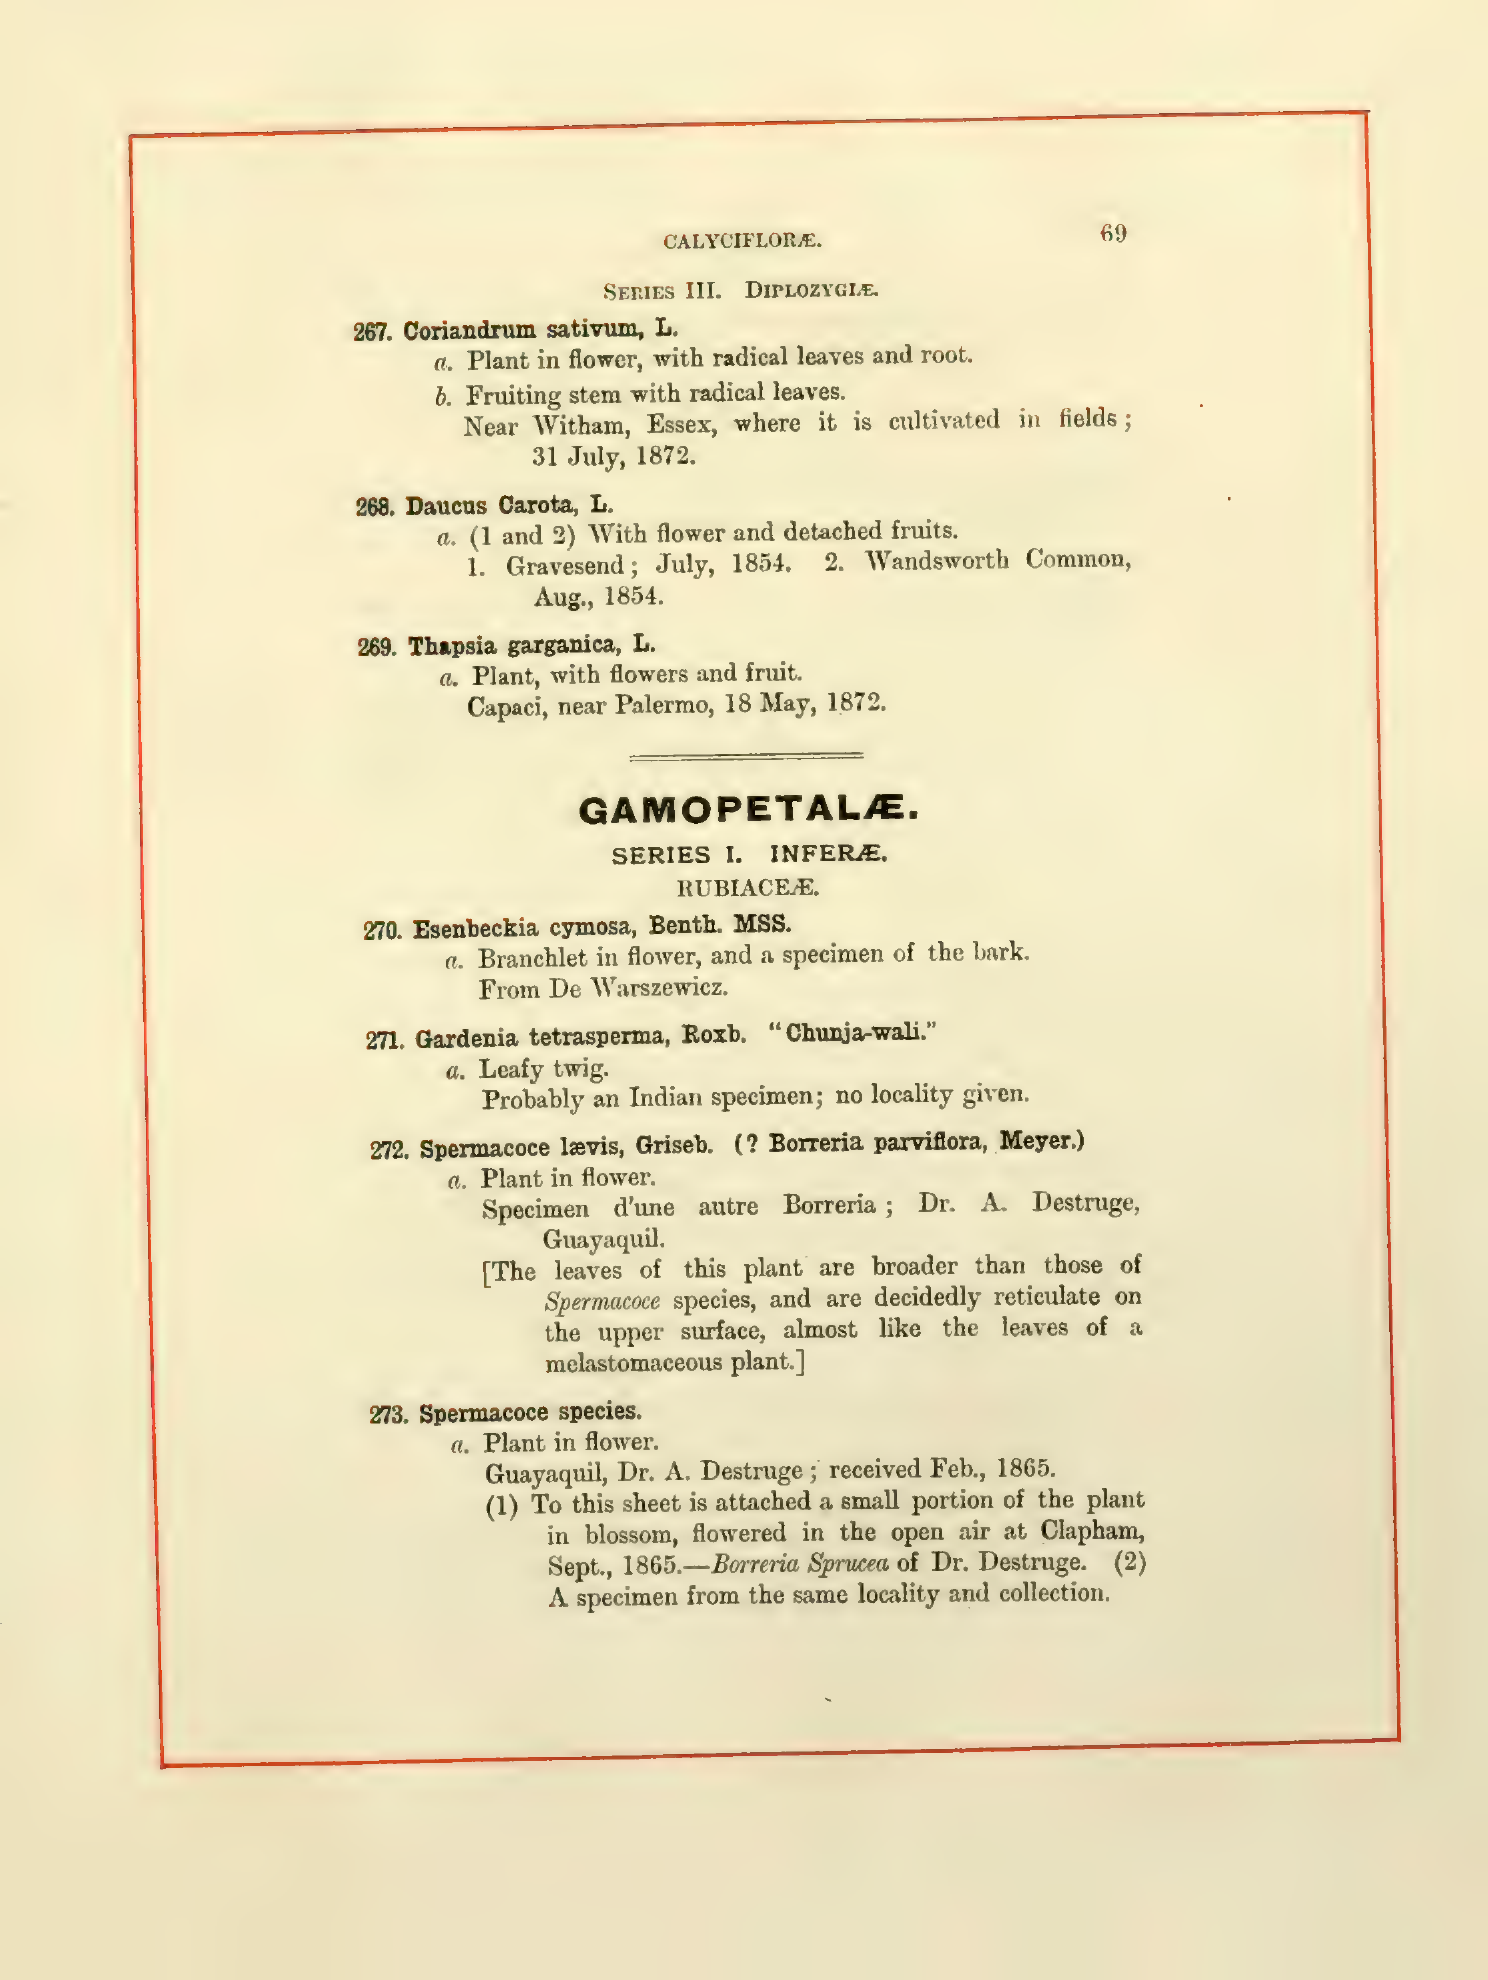 CALYCIFLORÆ. 69
SERIES III. DIPLOZYGIÆ.
267. Coriandrum sativum, L.
a. Plant in flower, with radical leaves and root.
b. Fruiting stem with radical leaves.
Near Witham, Essex, where it is cultivated in fields;
31 July, 1872.
268. Daucus Carota, L.
a. (1 and 2) With flower and detached fruits.
1. Gravesend; July, 1854. 2. Wandsworth Common,
Aug., 1854.
269. Thapsia garganica, L.
a. Plant, with flowers and fruit.
Capaci, near Palermo, 18 May, 1872.
GAMOPETALÆ.
SERIES I. INFERÆ.
RUBIACEÆ.
270. Esenbeckia cymosa, Benth. MSS.
a. Branchlet in flower, and a specimen of the bark.
From De Warszewicz.
271. Gardenia tetrasperma, Roxb. "Chunja-wali."
a. Leafy twig.
Probably an Indian specimen; no locality given.
272. Spermacoce lævis, Griseb. (? Borreria parviflora, Meyer.)
a. Plant in flower.
Specimen d'une autre Borreria; Dr. A. Destruge,
Guayaquil.
[The leaves of this plant are broader than those of
Spermacoce species, and are decidedly reticulate on
the upper surface, almost like the leaves of a
melastomaceous plant.]
273. Spermacoce species.
a. Plant in flower.
Guayaquil, Dr. A. Destruge; received Feb., 1865.
(1) To this sheet is attached a small portion of the plant
in blossom, flowered in the open air at Clapham,
Sept., 1865.—Borreria Sprucea of Dr. Destruge. (2)
A specimen from the same locality and collection.